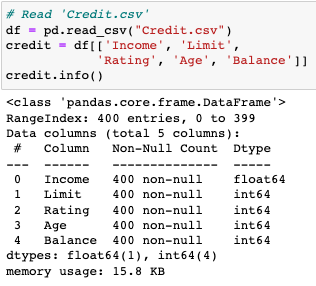 # Read 'Credit.csv'
df = pd.read_csv("Credit.csv")
credit = df[['Income', 'Limit',
             'Rating', 'Age', 'Balance']]
credit.info()
<class 'pandas.core.frame.DataFrame'>
RangeIndex: 400 entries, 0 to 399
Data columns (total 5 columns):
 #   Column   Non-Null Count  Dtype
---  ------   --------------  -----
 0   Income   400 non-null    float64
 1   Limit    400 non-null    int64
 2   Rating   400 non-null    int64
 3   Age      400 non-null    int64
 4   Balance  400 non-null    int64
dtypes: float64(1), int64(4)
memory usage: 15.8 KB